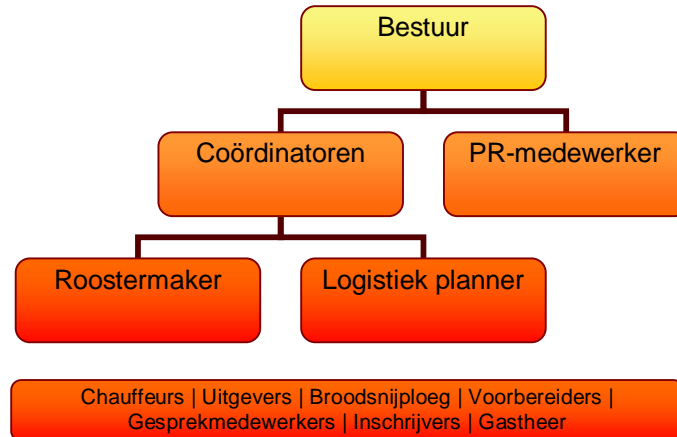 Bestuur
Coördinatoren
PR-medewerker
Roostermaker
Logistiek planner
Chauffeurs | Uitgevers | Broodsnijploeg | Voorbereiders |
Gesprekmedewerkers | Inschrijvers | Gastheer